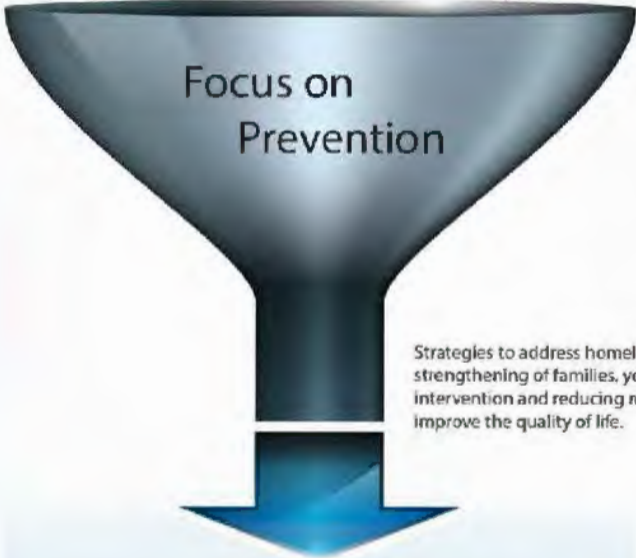 Focus on
Prevention
Strategies to address
strengthening of families,
intervention and reducing
improve the quality of life.